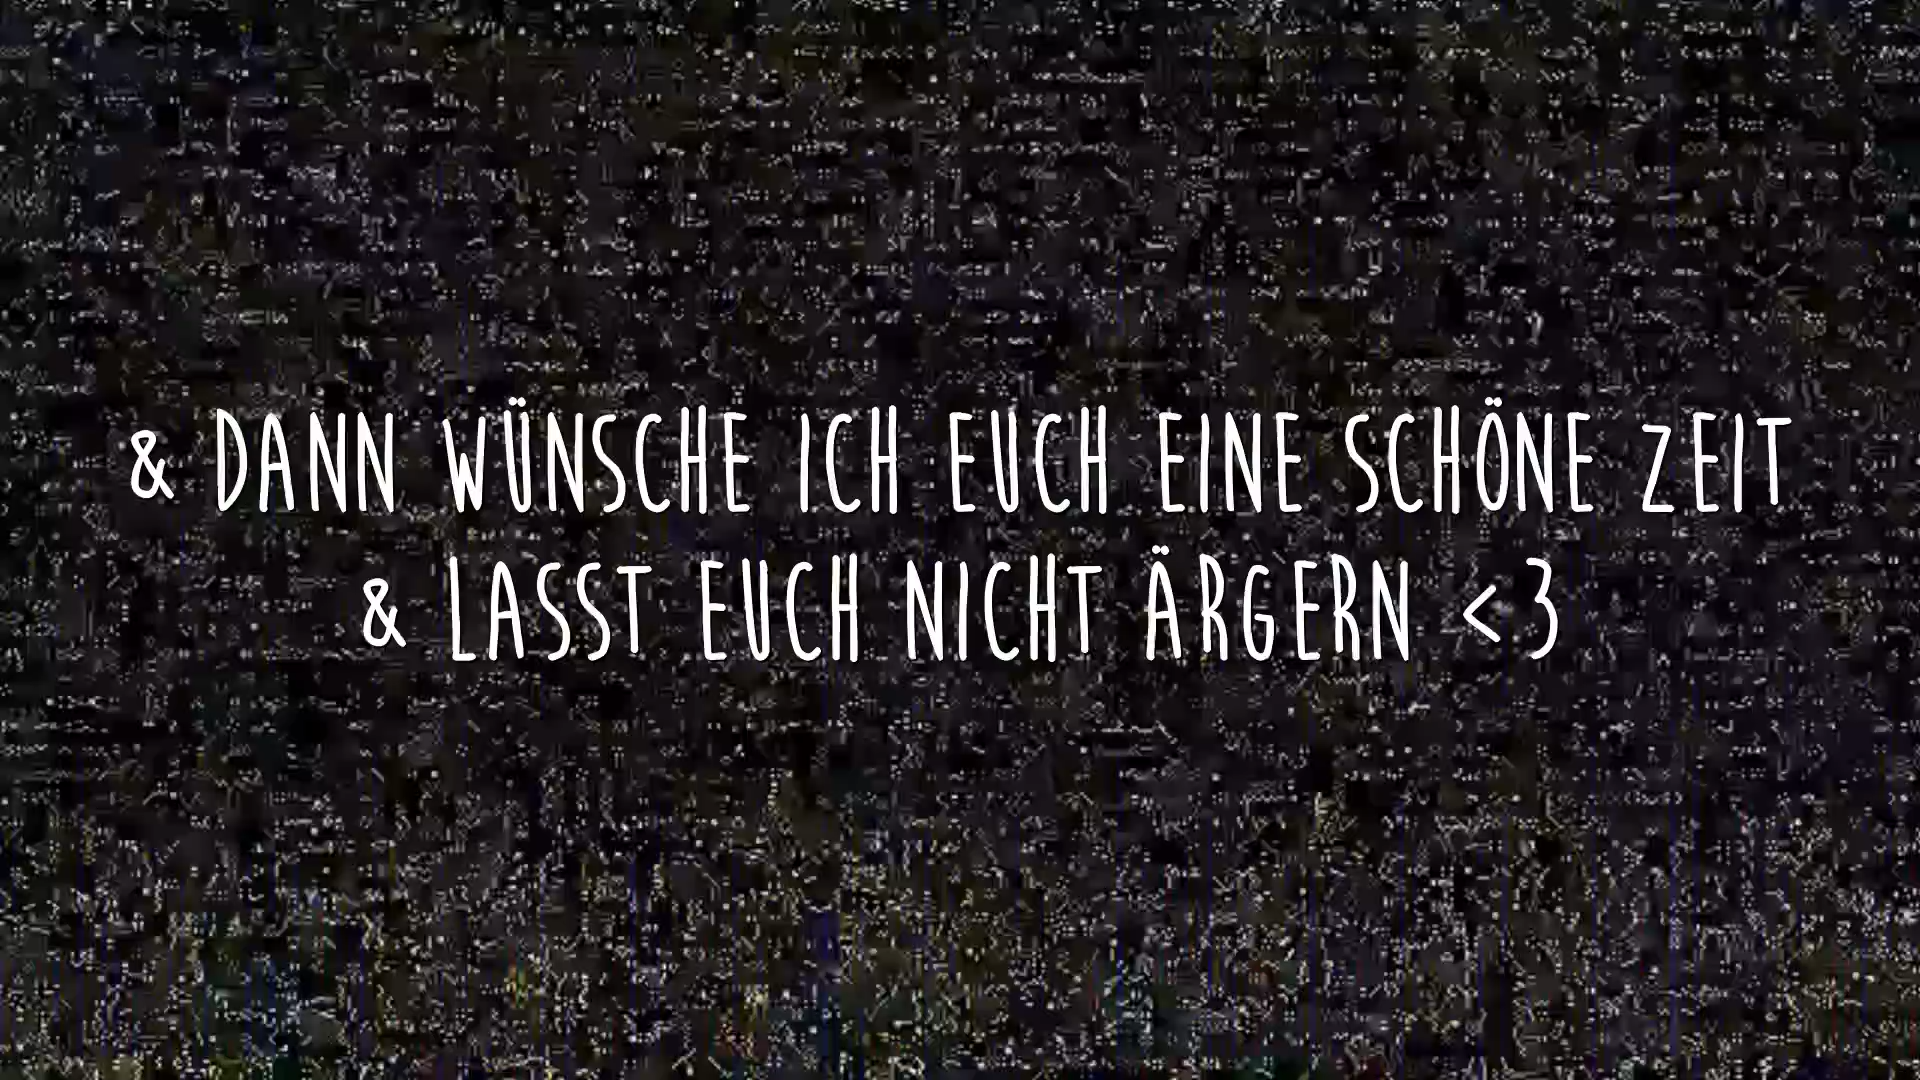 & DANN WÜNSCHE ICH EUCH EINE SCHÖNE ZEIT
& LASST EUCH NICHT ÄRGERN <3